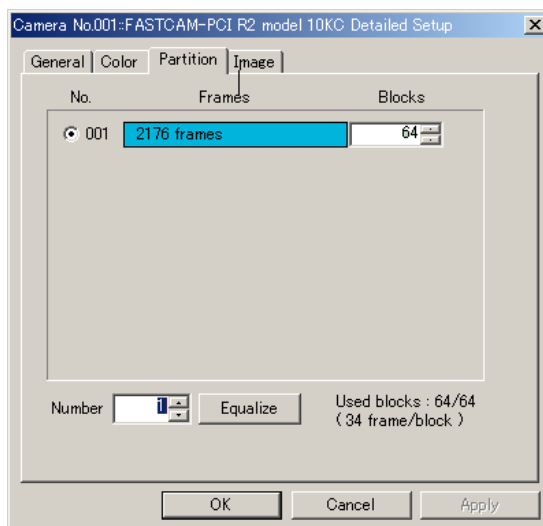 Camera No.001::FASTCAM-PCI R2 model 10KC Detailed Setup
General Color Partition Image
No. Frames Blocks
001 2176 frames 64
Number 1 Equalize Used blocks : 64/64
( 34 frame/block )
OK Cancel Apply